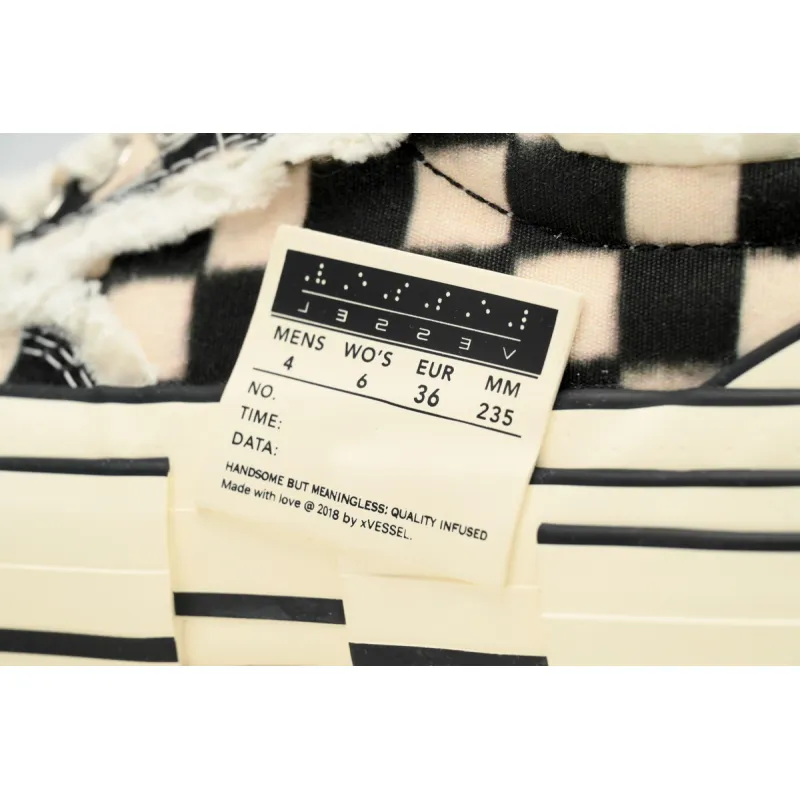 VESSEL
MENS WO'S EUR MM
4 6 36 235
NO.
TIME:
DATA:
HANDSOME BUT MEANINGLESS: QUALITY INFUSED
Made with love @ 2018 by xVESSEL.